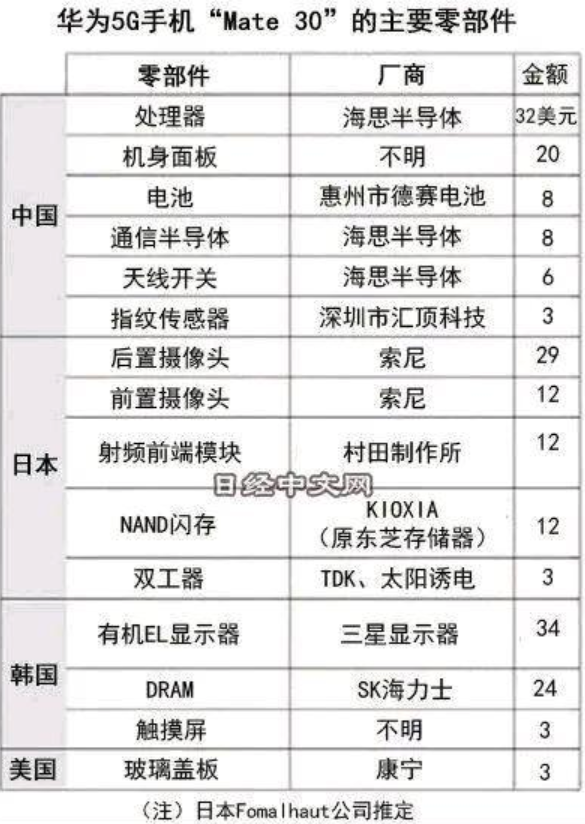 华为5G手机“Mate 30”的主要零部件
零部件 厂商 金额
中国
处理器 海思半导体 32美元
机身面板 不明 20
电池 惠州市德赛电池 8
通信半导体 海思半导体 8
天线开关 海思半导体 6
指纹传感器 深圳市汇顶科技 3
日本
后置摄像头 索尼 29
前置摄像头 索尼 12
射频前端模块 村田制作所 12
日经中文网
NAND闪存 KIOXIA
（原东芝存储器） 12
双工器 TDK、太阳诱电 3
韩国
有机EL显示器 三星显示器 34
DRAM SK海力士 24
触摸屏 不明 3
美国
玻璃盖板 康宁 3
（注）日本Fomalhaut公司推定